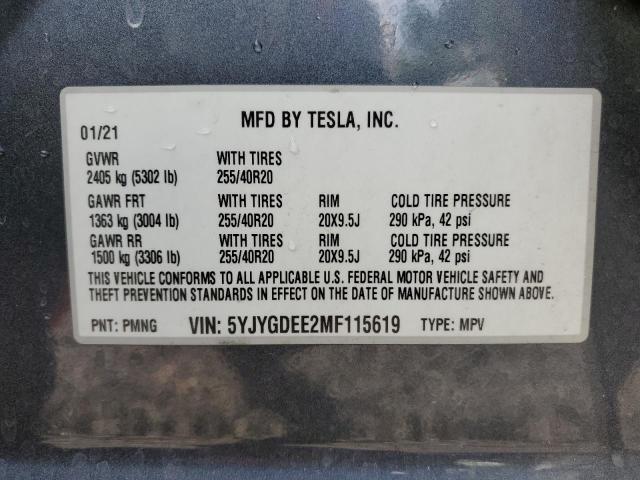 MFD BY TESLA, INC.
01/21
GVWR WITH TIRES
2405 kg (5302 lb) 255/40R20
GAWR FRT WITH TIRES RIM COLD TIRE PRESSURE
1363 kg (3004 lb) 255/40R20 20X9.5J 290 kPa, 42 psi
GAWR RR WITH TIRES RIM COLD TIRE PRESSURE
1500 kg (3306 lb) 255/40R20 20X9.5J 290 kPa, 42 psi
THIS VEHICLE CONFORMS TO ALL APPLICABLE U.S. FEDERAL MOTOR VEHICLE SAFETY AND
THEFT PREVENTION STANDARDS IN EFFECT ON THE DATE OF MANUFACTURE SHOWN ABOVE.
PNT: PMNG VIN: 5YJYGDEE2MF115619 TYPE: MPV